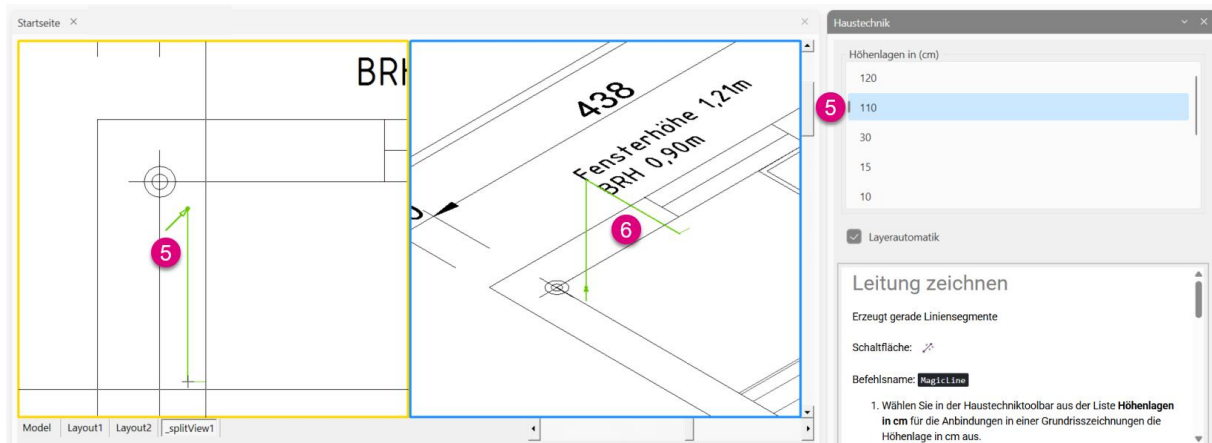 Startseite
BRH
438
Fensterhöhe 1,21m
BRH 0,90m
5
6
Model Layout1 Layout2 _splitView1
Haustechnik
Höhenlagen in (cm)
120
5 110
30
15
10
Layerautomatik
Leitung zeichnen
Erzeugt gerade Liniensegmente
Schaltfläche:
Befehlsname: MagicLine
1. Wählen Sie in der Haustechniktoolbar aus der Liste Höhenlagen
in cm für die Anbindungen in einer Grundrisszeichnungen die
Höhenlage in cm aus.